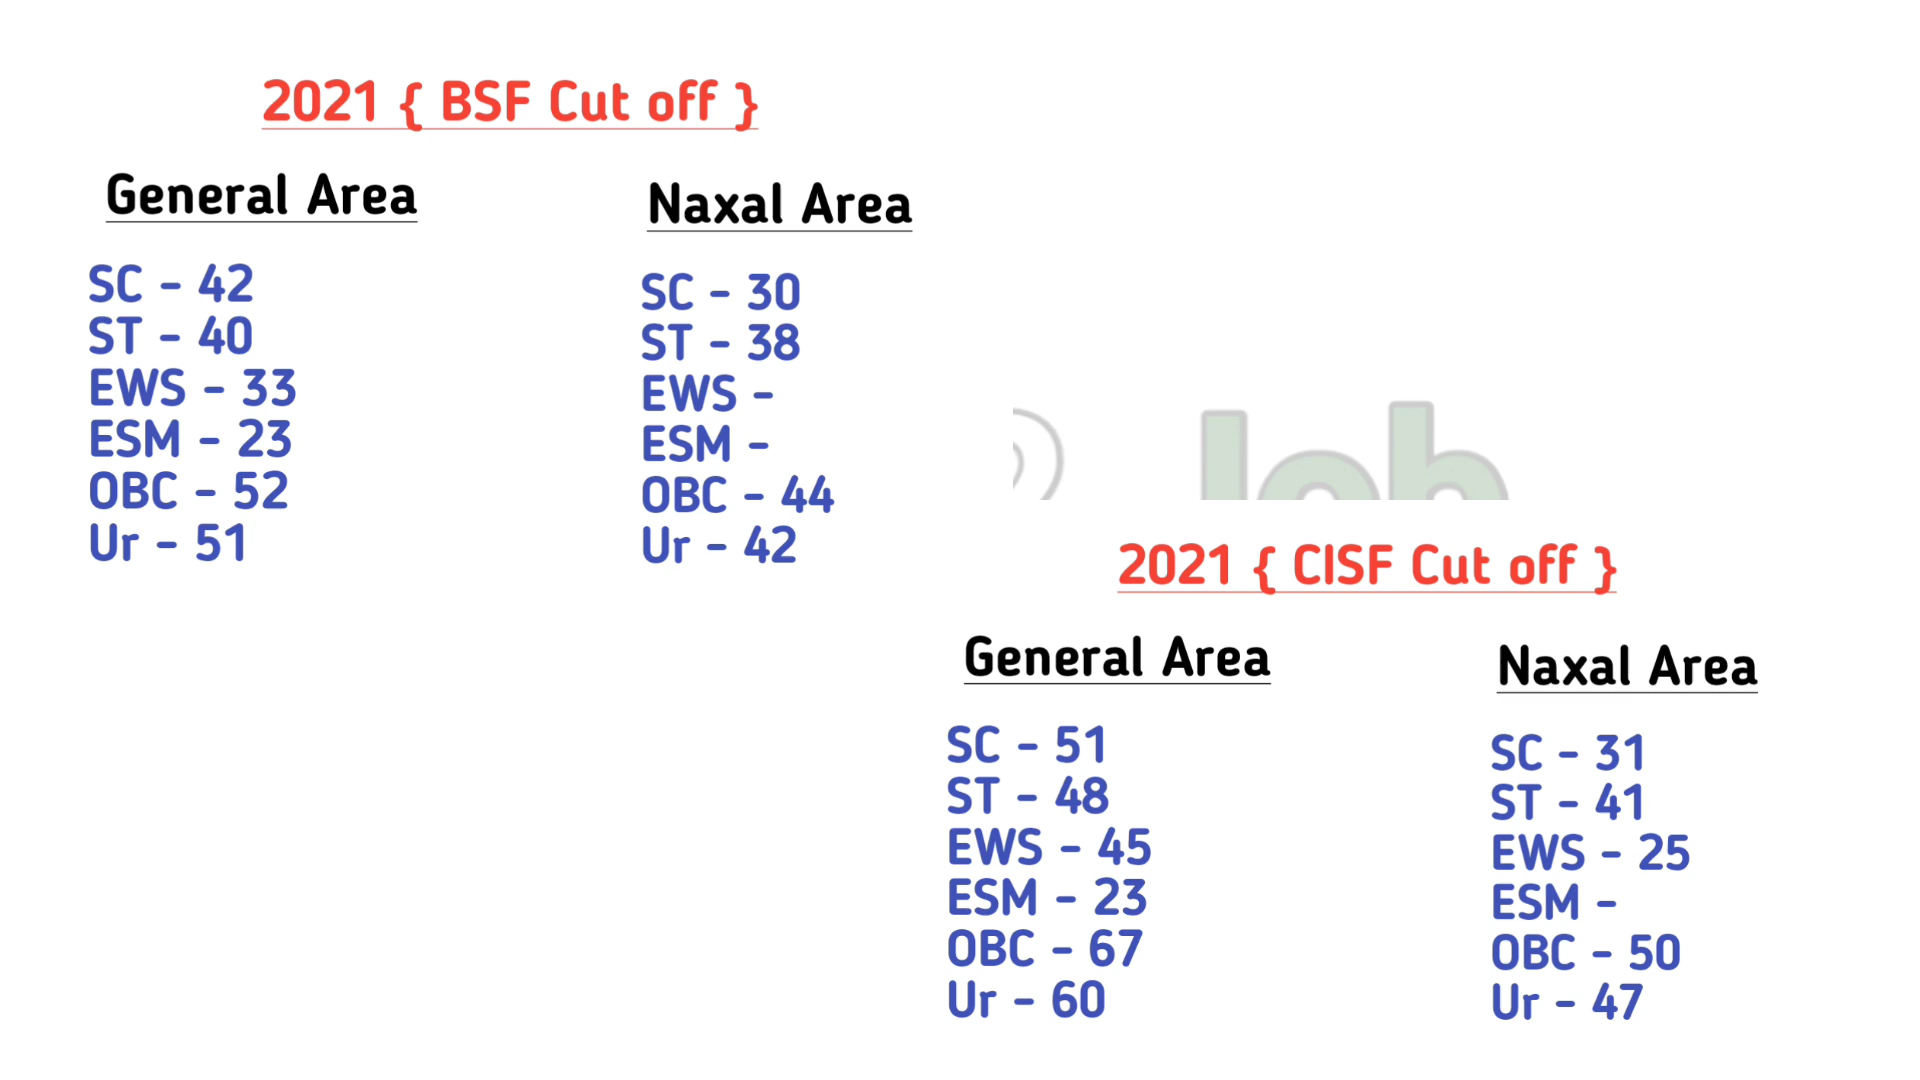 2021 { BSF Cut off }
General Area
SC - 42
ST - 40
EWS - 33
ESM - 23
OBC - 52
Ur - 51
Naxal Area
SC - 30
ST - 38
EWS -
ESM -
OBC - 44
Ur - 42
Job
2021 { CISF Cut off }
General Area
SC - 51
ST - 48
EWS - 45
ESM - 23
OBC - 67
Ur - 60
Naxal Area
SC - 31
ST - 41
EWS - 25
ESM -
OBC - 50
Ur - 47